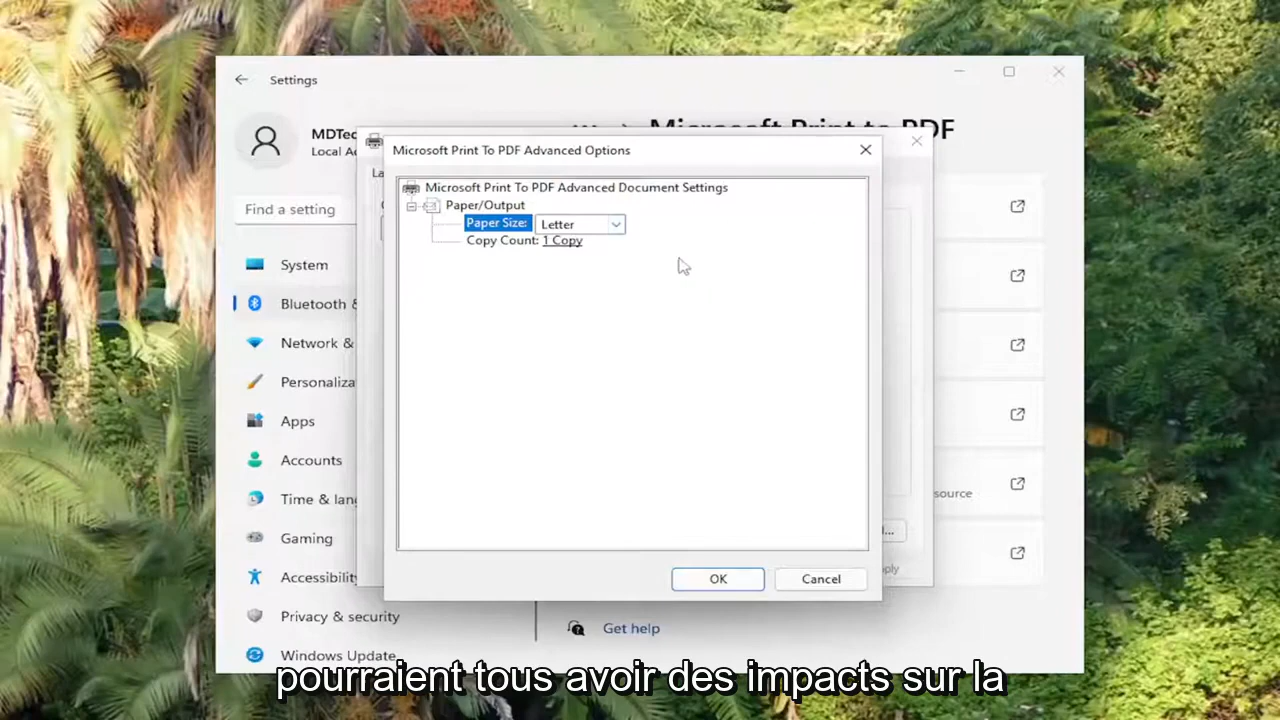 Settings
Microsoft Print to PDF
MDTec
Local Ac
Microsoft Print To PDF Advanced Options
Microsoft Print To PDF Advanced Document Settings
Paper/Output
Paper Size: Letter
Copy Count: 1 Copy
Find a setting
System
Bluetooth &
Network &
Personaliza
Apps
Accounts
Time & lang
source
Gaming
Accessibility
OK
Cancel
Privacy & security
Get help
Windows Update
pourraient tous avoir des impacts sur la